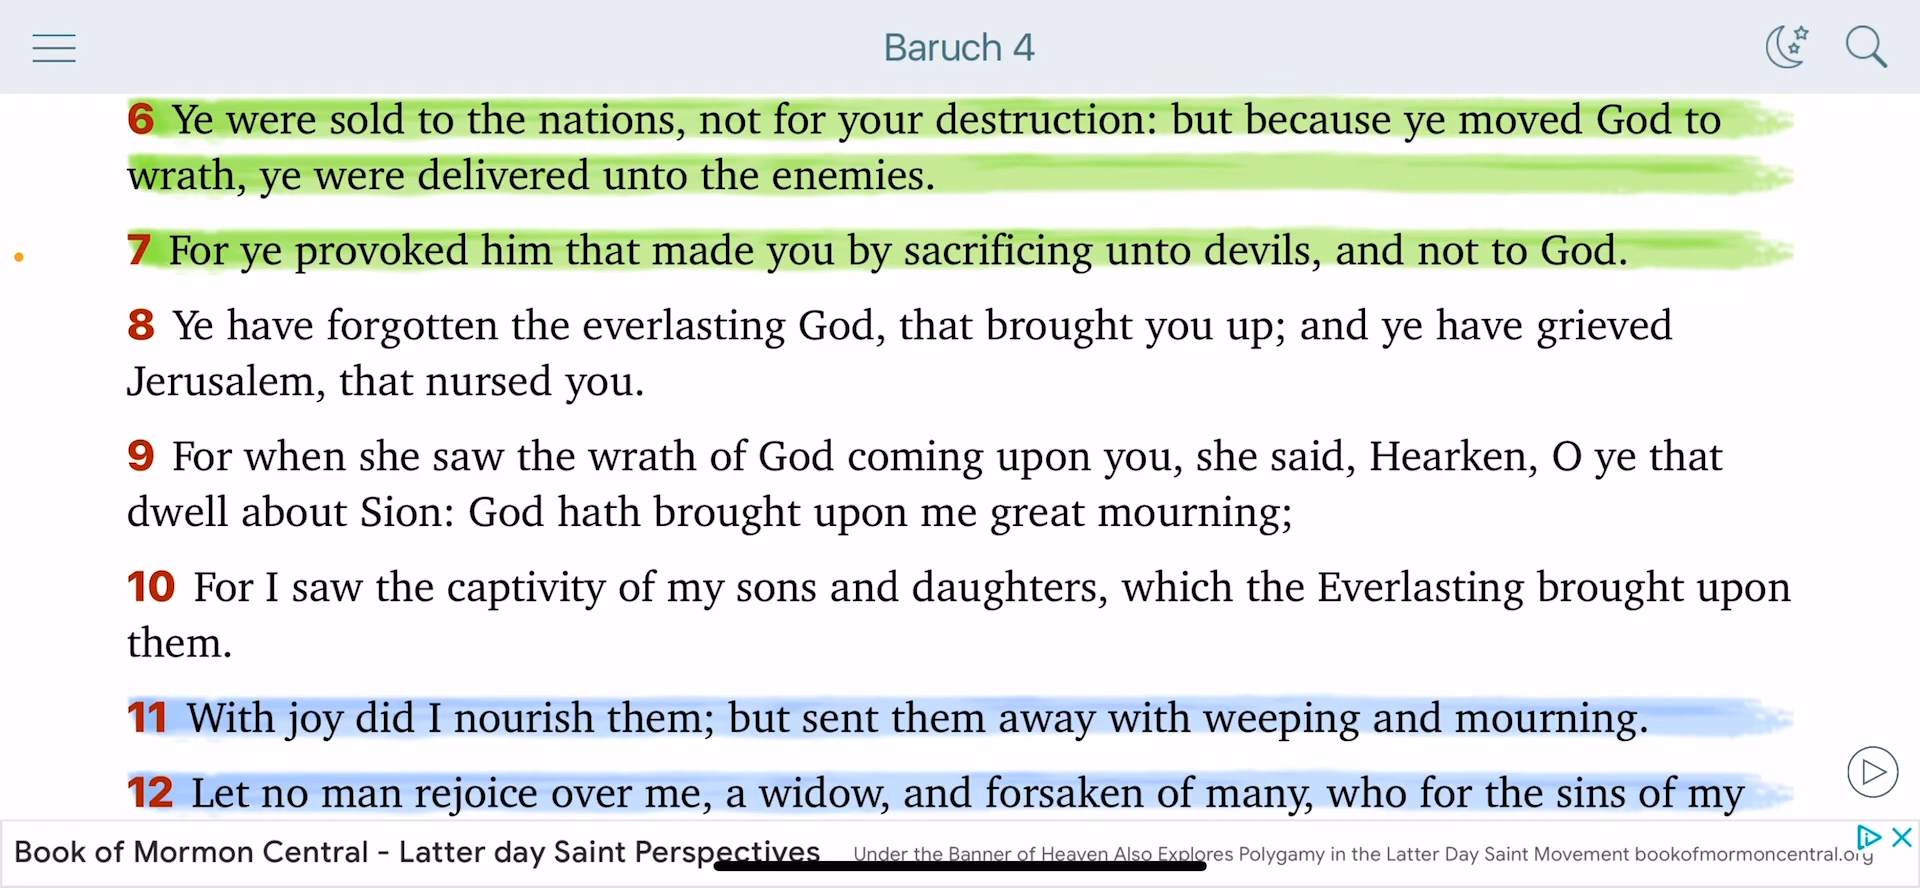 Baruch 4
6 Ye were sold to the nations, not for your destruction: but because ye moved God to
wrath, ye were delivered unto the enemies.
7 For ye provoked him that made you by sacrificing unto devils, and not to God.
8 Ye have forgotten the everlasting God, that brought you up; and ye have grieved
Jerusalem, that nursed you.
9 For when she saw the wrath of God coming upon you, she said, Hearken, O ye that
dwell about Sion: God hath brought upon me great mourning;
10 For I saw the captivity of my sons and daughters, which the Everlasting brought upon
them.
11 With joy did I nourish them; but sent them away with weeping and mourning.
12 Let no man rejoice over me, a widow, and forsaken of many, who for the sins of my
Book of Mormon Central - Latter day Saint Perspectives Under the Banner of Heaven Also Explores Polygamy in the Latter Day Saint Movement bookofmormoncentral.org